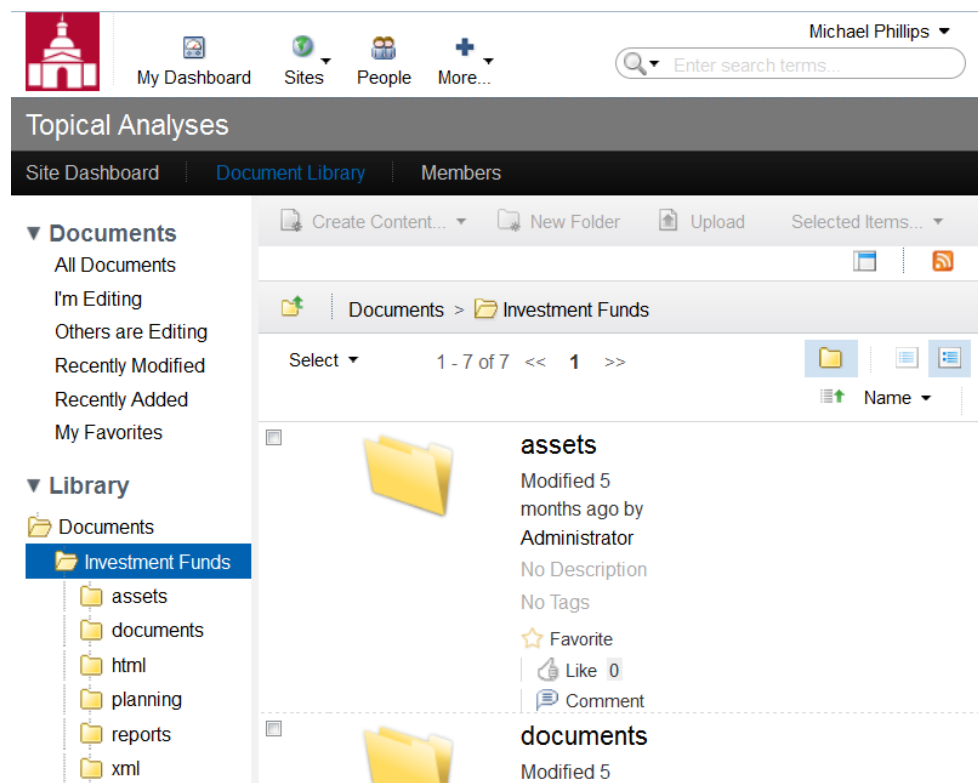 Michael Phillips
My Dashboard Sites People More...
Enter search terms...
Topical Analyses
Site Dashboard Document Library Members
Documents
All Documents
I'm Editing
Others are Editing
Recently Modified
Recently Added
My Favorites
Library
Documents
Investment Funds
assets
documents
html
planning
reports
xml
Create Content... New Folder Upload Selected Items...
Documents > Investment Funds
Select 1 - 7 of 7 << 1 >>
Name
assets
Modified 5
months ago by
Administrator
No Description
No Tags
Favorite
Like 0
Comment
documents
Modified 5